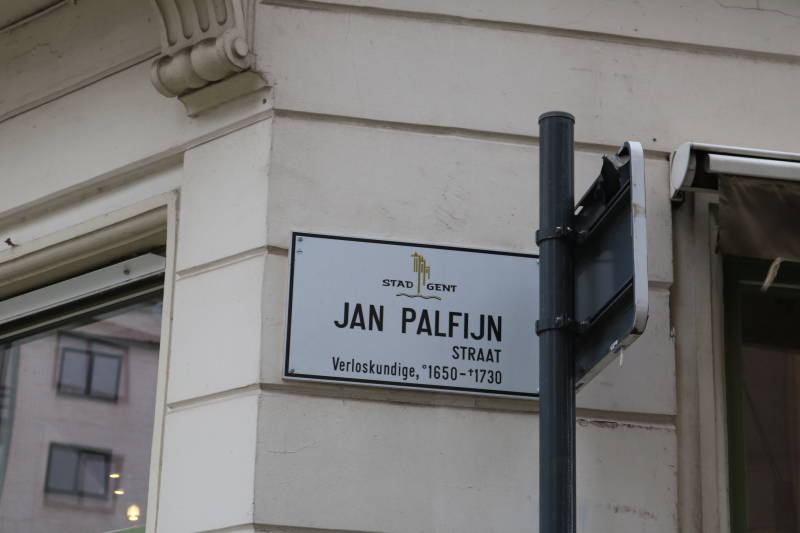 STAD GENT
JAN PALFIJN
STRAAT
Verloskundige, °1650-†1730